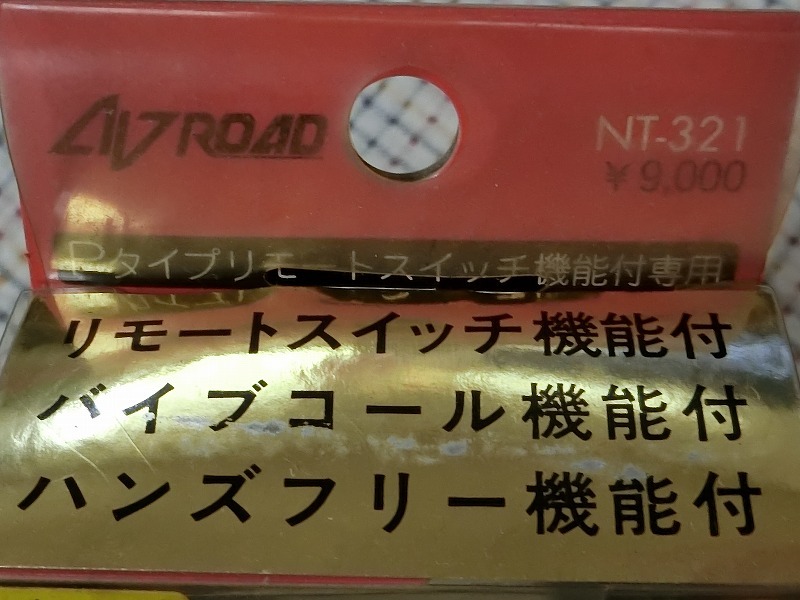 AV ROAD
NT-321
¥9,000
Pタイプリモートスイッチ機能付専用
リモートスイッチ機能付
バイブコール機能付
ハンズフリー機能付